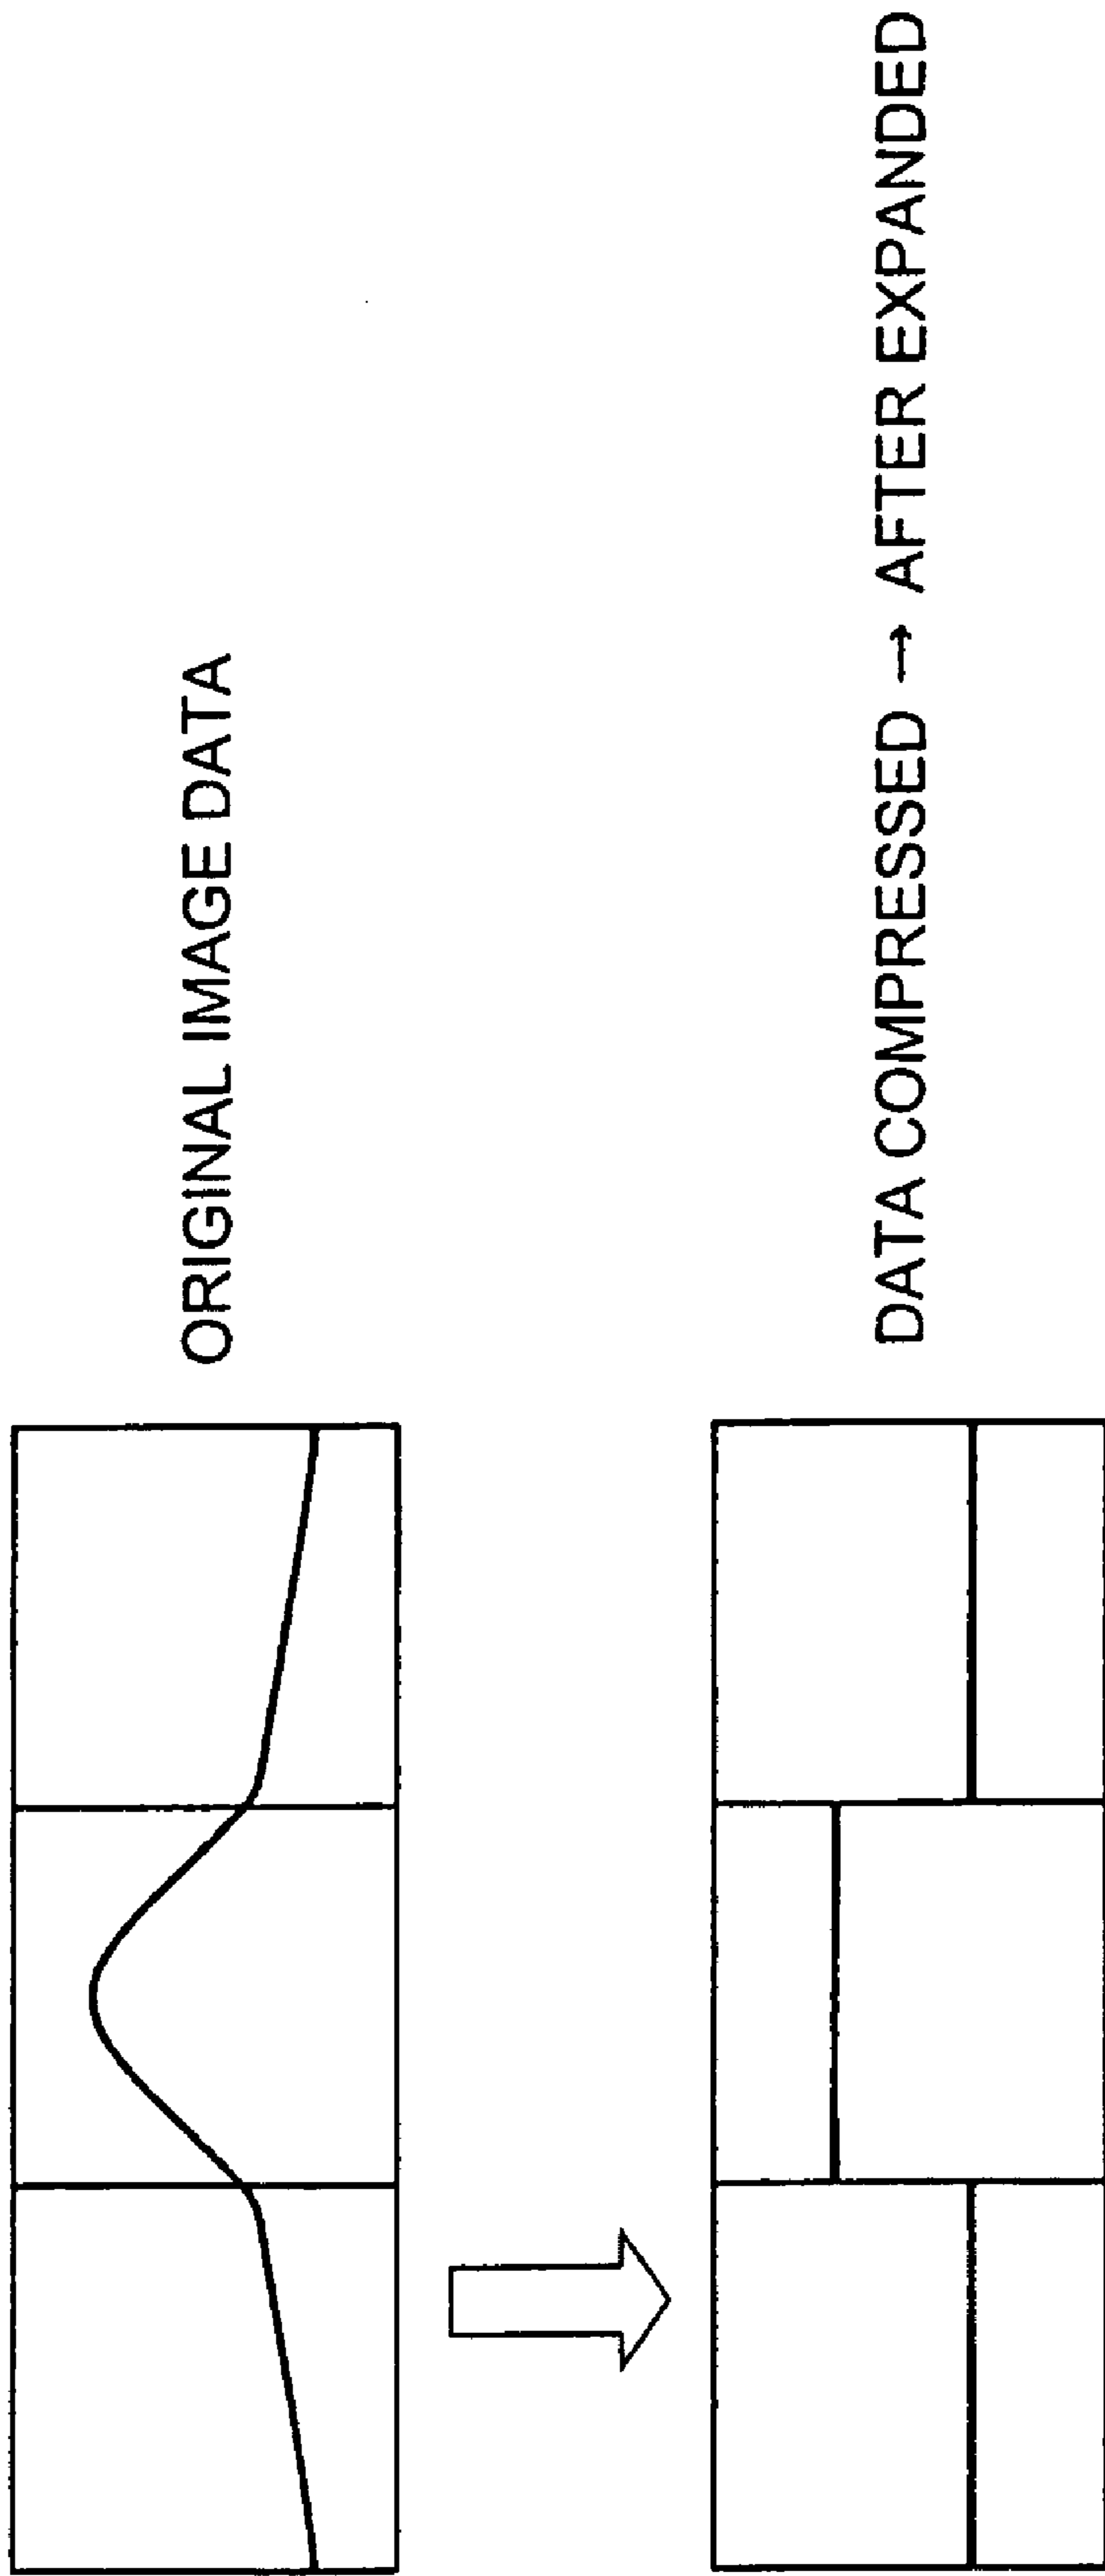 ORIGINAL IMAGE DATA
DATA COMPRESSED → AFTER EXPANDED